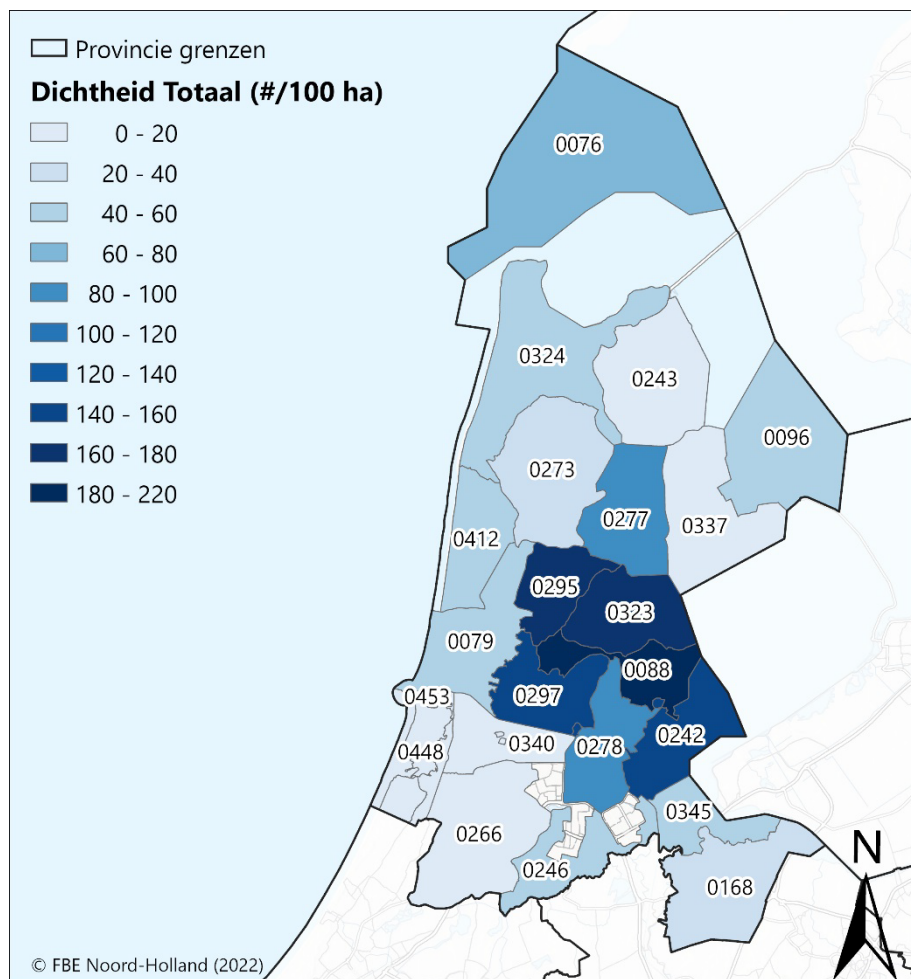 Provincie grenzen
Dichtheid Totaal (#/100 ha)
0 - 20
20 - 40
40 - 60
60 - 80
80 - 100
100 - 120
120 - 140
140 - 160
160 - 180
180 - 220
0076
0324
0243
0096
0273
0277
0337
0412
0295
0323
0079
0088
0453
0297
0242
0448
0340
0278
0345
0266
0246
0168
N
© FBE Noord-Holland (2022)